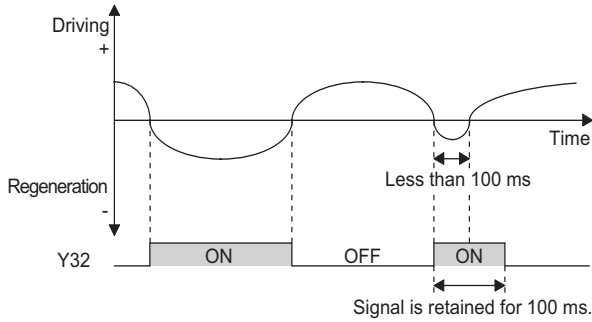 Driving
+
Time
Less than 100 ms
Regeneration
-
Y32
ON
OFF
ON
Signal is retained for 100 ms.